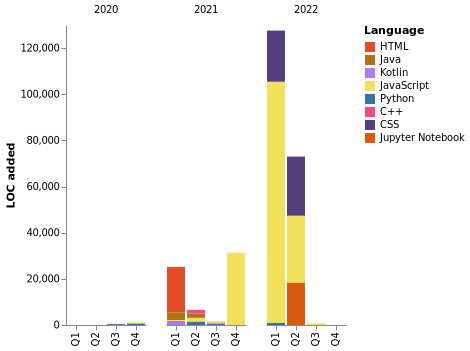 2020 2021 2022
Language
HTML
Java
Kotlin
JavaScript
Python
C++
CSS
Jupyter Notebook
LOC added
120,000
100,000
80,000
60,000
40,000
20,000
0
Q1 Q2 Q3 Q4 Q1 Q2 Q3 Q4 Q1 Q2 Q3 Q4